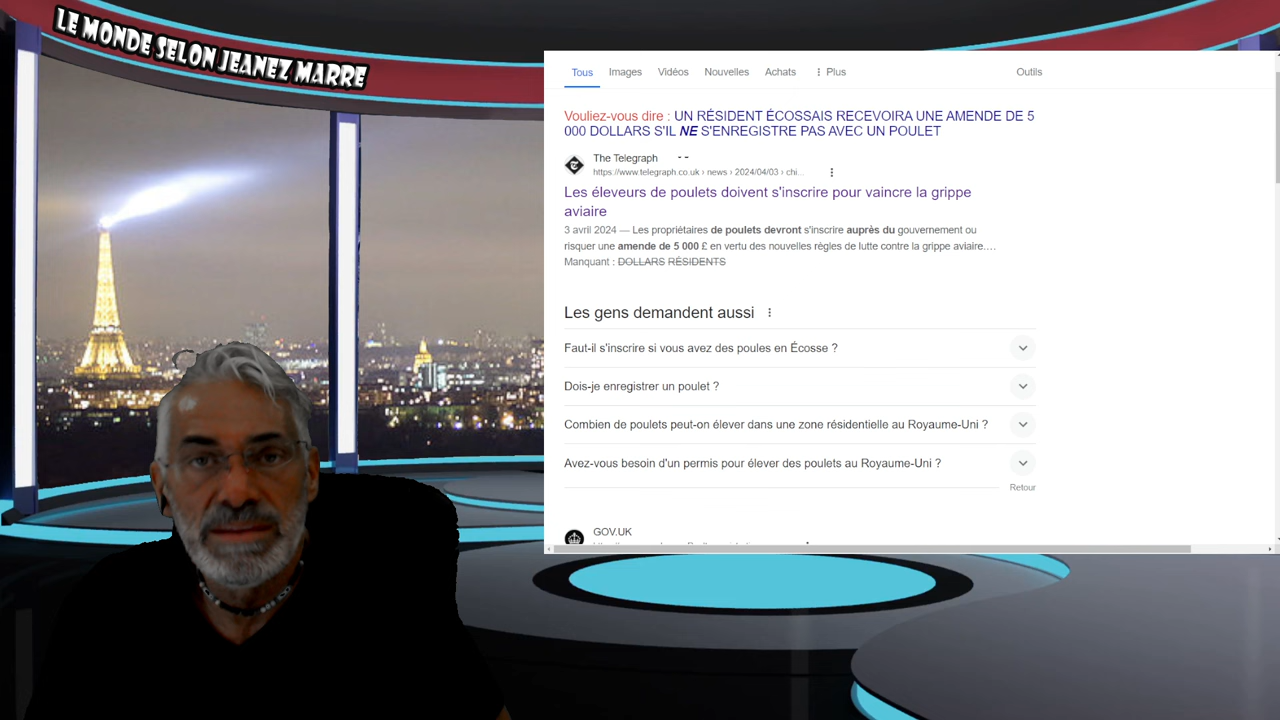 LE MONDE SELON JEANEZ MARRE
Tous Images Vidéos Nouvelles Achats Plus Outils
Vouliez-vous dire : UN RÉSIDENT ÉCOSSAIS RECEVOIRA UNE AMENDE DE 5
000 DOLLARS S'IL NE S'ENREGISTRE PAS AVEC UN POULET
The Telegraph
https://www.telegraph.co.uk › news › 2024/04/03 › chi...
Les éleveurs de poulets doivent s'inscrire pour vaincre la grippe
aviaire
3 avril 2024 — Les propriétaires de poulets devront s'inscrire auprès du gouvernement ou
risquer une amende de 5 000 £ en vertu des nouvelles règles de lutte contre la grippe aviaire....
Manquant : DOLLARS RÉSIDENTS
Les gens demandent aussi
Faut-il s'inscrire si vous avez des poules en Écosse ?
Dois-je enregistrer un poulet ?
Combien de poulets peut-on élever dans une zone résidentielle au Royaume-Uni ?
Avez-vous besoin d'un permis pour élever des poulets au Royaume-Uni ?
Retour
GOV.UK